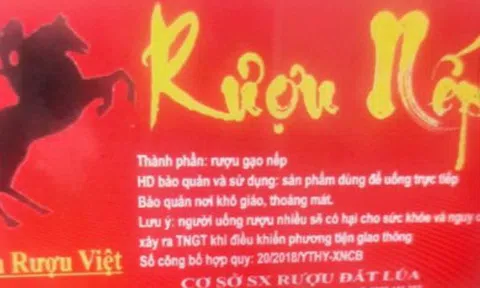 Rượu Nếp
Thành phần: rượu gạo nếp
HD bảo quản và sử dụng: sản phẩm dùng để uống trực tiếp
Bảo quản nơi khô giáo, thoáng mát.
Lưu ý: người uống rượu nhiều sẽ có hại cho sức khỏe và nguy
xảy ra TNGT khi điều khiển phương tiện giao thông
Số công bố hợp quy: 20/2018/YTHY-XNCB
Rượu Việt
CƠ SỞ SX RƯỢU ĐẤT LÚA